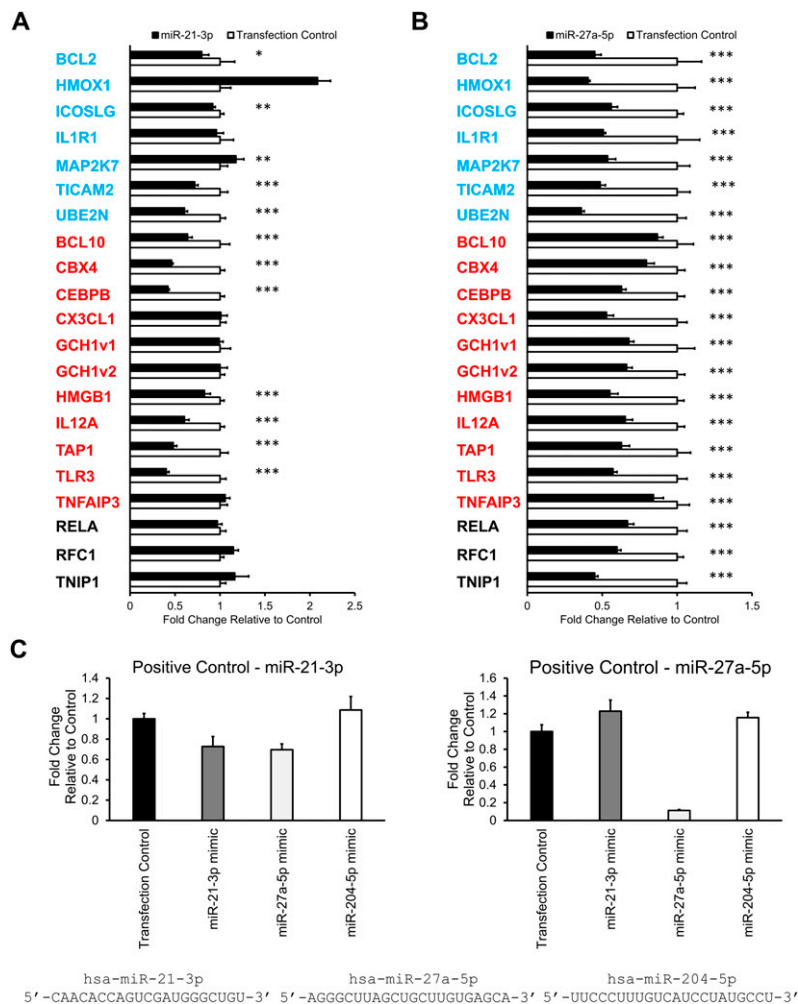 A
■miR-21-3p □Transfection Control
BCL2 *
HMOX1
ICOSLG **
IL1R1
MAP2K7 **
TICAM2 ***
UBE2N ***
BCL10 ***
CBX4 ***
CEBPB ***
CX3CL1
GCH1v1
GCH1v2
HMGB1 ***
IL12A ***
TAP1 ***
TLR3 ***
TNFAIP3
RELA
RFC1
TNIP1
0 0.5 1 1.5 2 2.5
Fold Change Relative to Control
B
■miR-27a-5p □Transfection Control
BCL2 ***
HMOX1 ***
ICOSLG ***
IL1R1 ***
MAP2K7 ***
TICAM2 ***
UBE2N ***
BCL10 ***
CBX4 ***
CEBPB ***
CX3CL1 ***
GCH1v1 ***
GCH1v2 ***
HMGB1 ***
IL12A ***
TAP1 ***
TLR3 ***
TNFAIP3 ***
RELA ***
RFC1 ***
TNIP1 ***
0 0.5 1 1.5
Fold Change Relative to Control
C
Positive Control - miR-21-3p
Fold Change
Relative to Control
1.4
1.2
1
0.8
0.6
0.4
0.2
0
Transfection Control
miR-21-3p mimic
miR-27a-5p mimic
miR-204-5p mimic
Positive Control - miR-27a-5p
Fold Change
Relative to Control
1.6
1.4
1.2
1
0.8
0.6
0.4
0.2
0
Transfection Control
miR-21-3p mimic
miR-27a-5p mimic
miR-204-5p mimic
hsa-miR-21-3p
5’-CAACACCAGUCGAUGGGCUGU-3’
hsa-miR-27a-5p
5’-AGGGCUUAGCUGCUUGUGAGCA-3’
hsa-miR-204-5p
5’-UUCCCUUUGUCAUCCUAUGCCU-3’